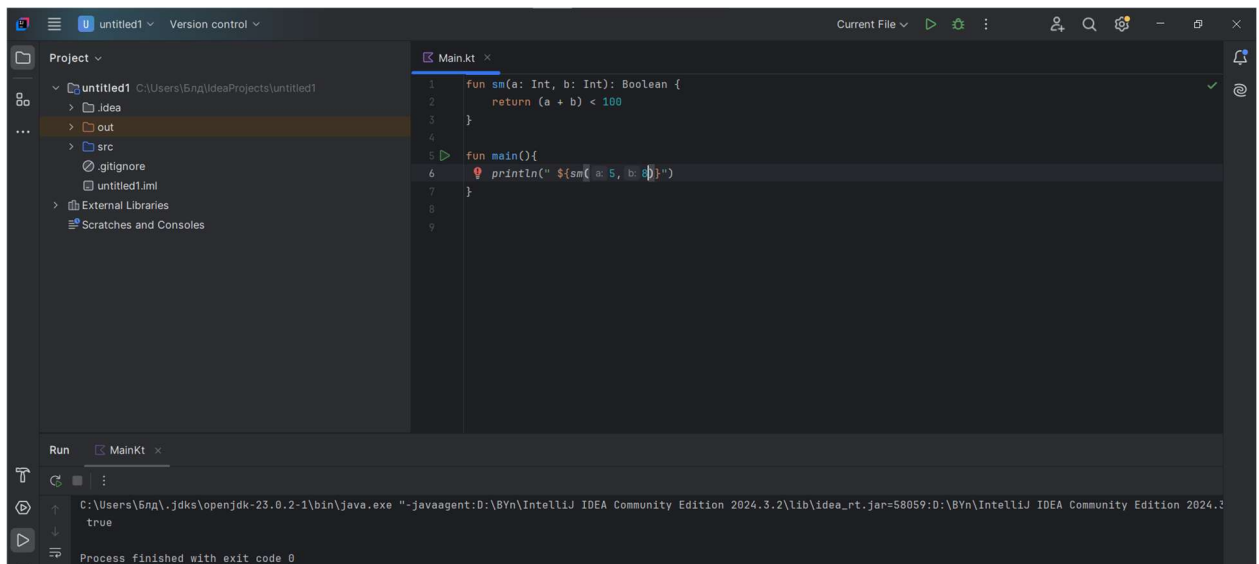 U untitled1 Version control Current File
Project
Main.kt
untitled1 C:\Users\Блд\IdeaProjects\untitled1
.idea
out
src
.gitignore
untitled1.iml
External Libraries
Scratches and Consoles
1 fun sm(a: Int, b: Int): Boolean {
2 return (a + b) < 100
3 }
4
5 fun main(){
6 println(" ${sm( a: 5, b: 8)}")
7 }
8
9
Run MainKt
C:\Users\Блд\.jdks\openjdk-23.0.2-1\bin\java.exe "-javaagent:D:\BYn\IntelliJ IDEA Community Edition 2024.3.2\lib\idea_rt.jar=58059:D:\BYn\IntelliJ IDEA Community Edition 2024.3
true
Process finished with exit code 0